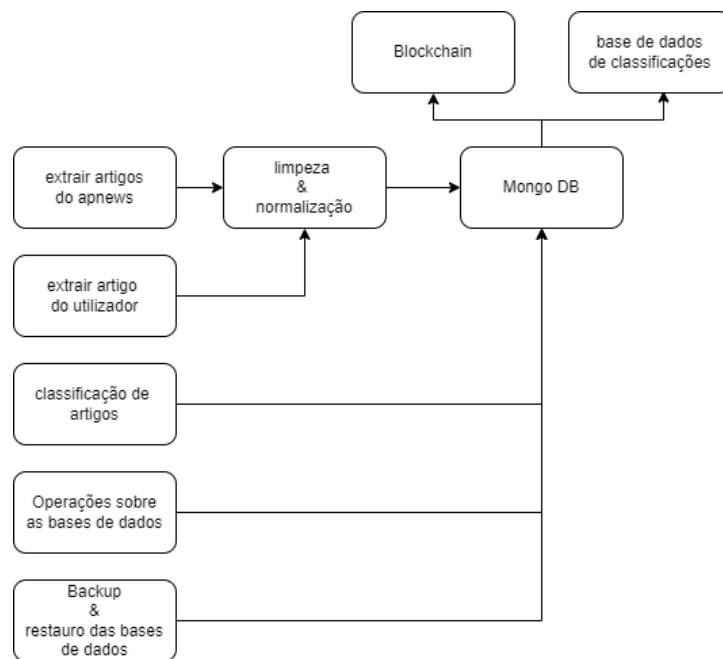 Blockchain
base de dados
de classificações
extrair artigos
do apnews
limpeza
&
normalização
Mongo DB
extrair artigo
do utilizador
classificação de
artigos
Operações sobre
as bases de dados
Backup
&
restauro das bases
de dados